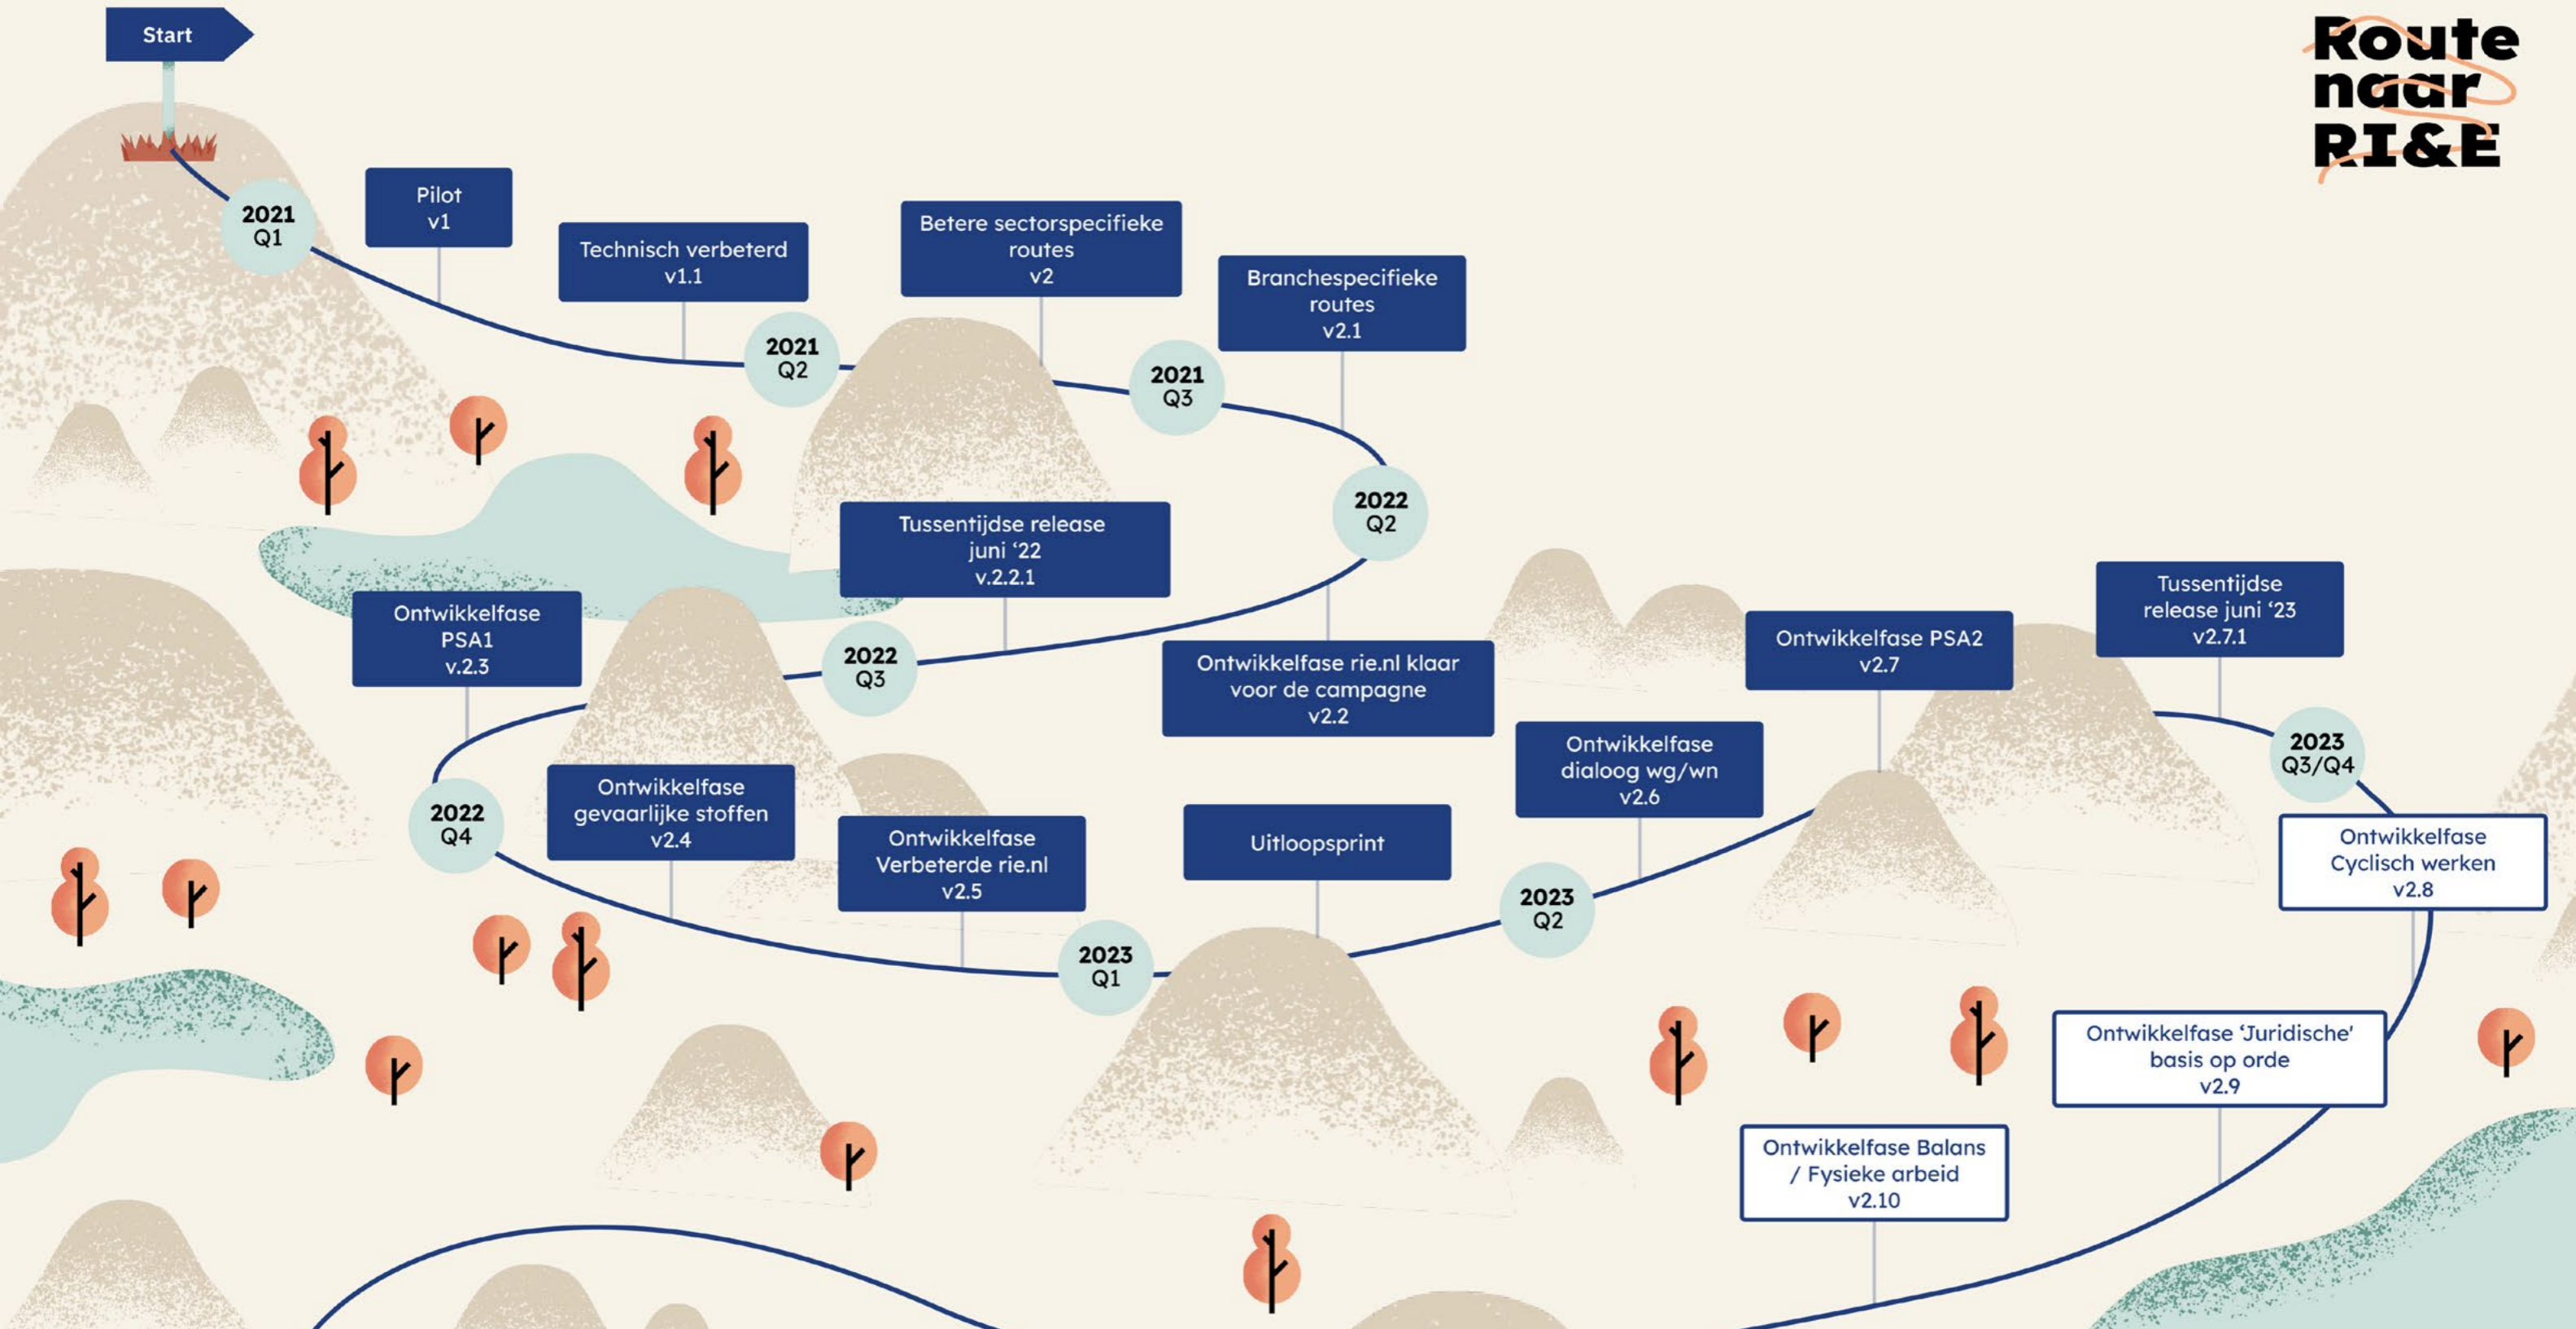 Start
Route
naar
RI&E
2021
Q1
Pilot
v1
Technisch verbeterd
v1.1
2021
Q2
Betere sectorspecifieke
routes
v2
2021
Q3
Branchespecifieke
routes
v2.1
2022
Q2
Ontwikkelfase rie.nl klaar
voor de campagne
v2.2
Tussentijdse release
juni ‘22
v.2.2.1
2022
Q3
Ontwikkelfase
PSA1
v.2.3
2022
Q4
Ontwikkelfase
gevaarlijke stoffen
v2.4
Ontwikkelfase
Verbeterde rie.nl
v2.5
2023
Q1
Uitloopsprint
2023
Q2
Ontwikkelfase
dialoog wg/wn
v2.6
Ontwikkelfase PSA2
v2.7
Tussentijdse
release juni ‘23
v2.7.1
2023
Q3/Q4
Ontwikkelfase
Cyclisch werken
v2.8
Ontwikkelfase ‘Juridische'
basis op orde
v2.9
Ontwikkelfase Balans
/ Fysieke arbeid
v2.10